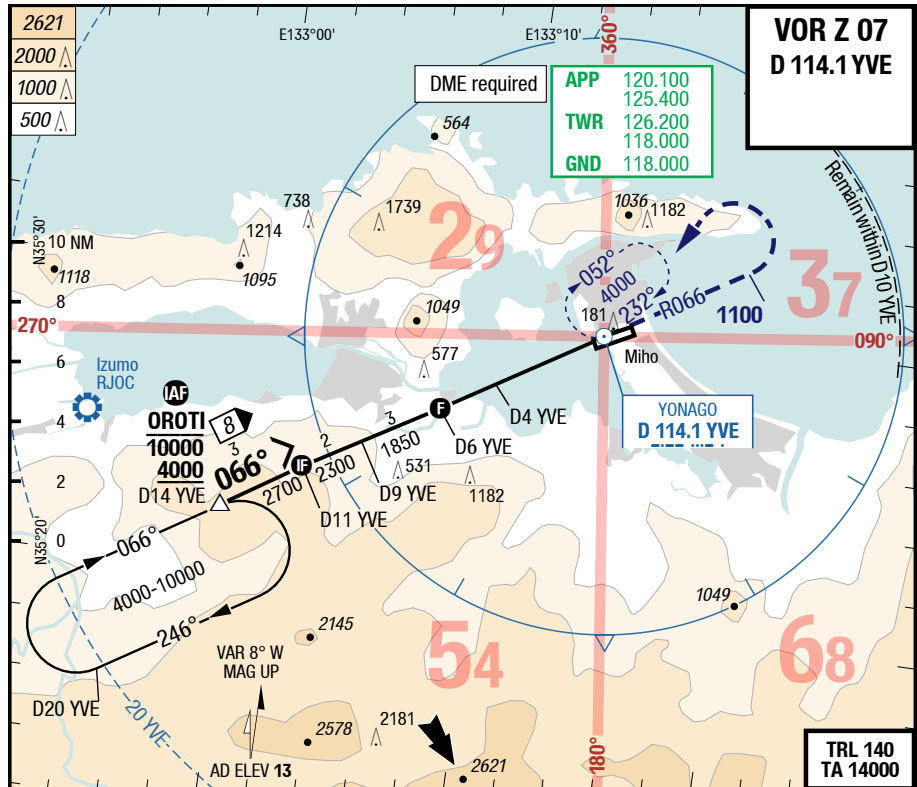 2621
2000
1000
500
E133°00'
E133°10'
360°
VOR Z 07
D 114.1 YVE
DME required
APP 120.100
125.400
TWR 126.200
118.000
GND 118.000
564
Remain within D10 YVE
738
1739
1214
1036
1182
N35°30'
10 NM
1118
1095
29
052°
4000
232°
R066
37
8
1049
181
1100
270°
090°
6
577
Miho
Izumo
RJOC
IAF
4
OROTI
8
10000
4000
3
066°
D14 YVE
YONAGO
D 114.1 YVE
F
D4 YVE
3
2
1850
D6 YVE
IF
2300
531
2
2700
D9 YVE
1182
D11 YVE
N35°20'
0
066°
4000-10000
246°
1049
2145
54
68
VAR 8° W
MAG UP
D20 YVE
20 YVE
2578
2181
180°
AD ELEV 13
2621
TRL 140
TA 14000